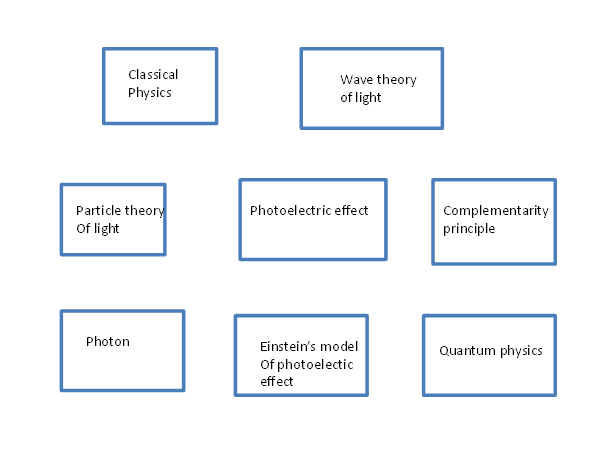 Classical
Physics
Wave theory
of light
Particle theory
Of light
Photoelectric effect
Complementarity
principle
Photon
Einstein's model
Of photoelectic
effect
Quantum physics